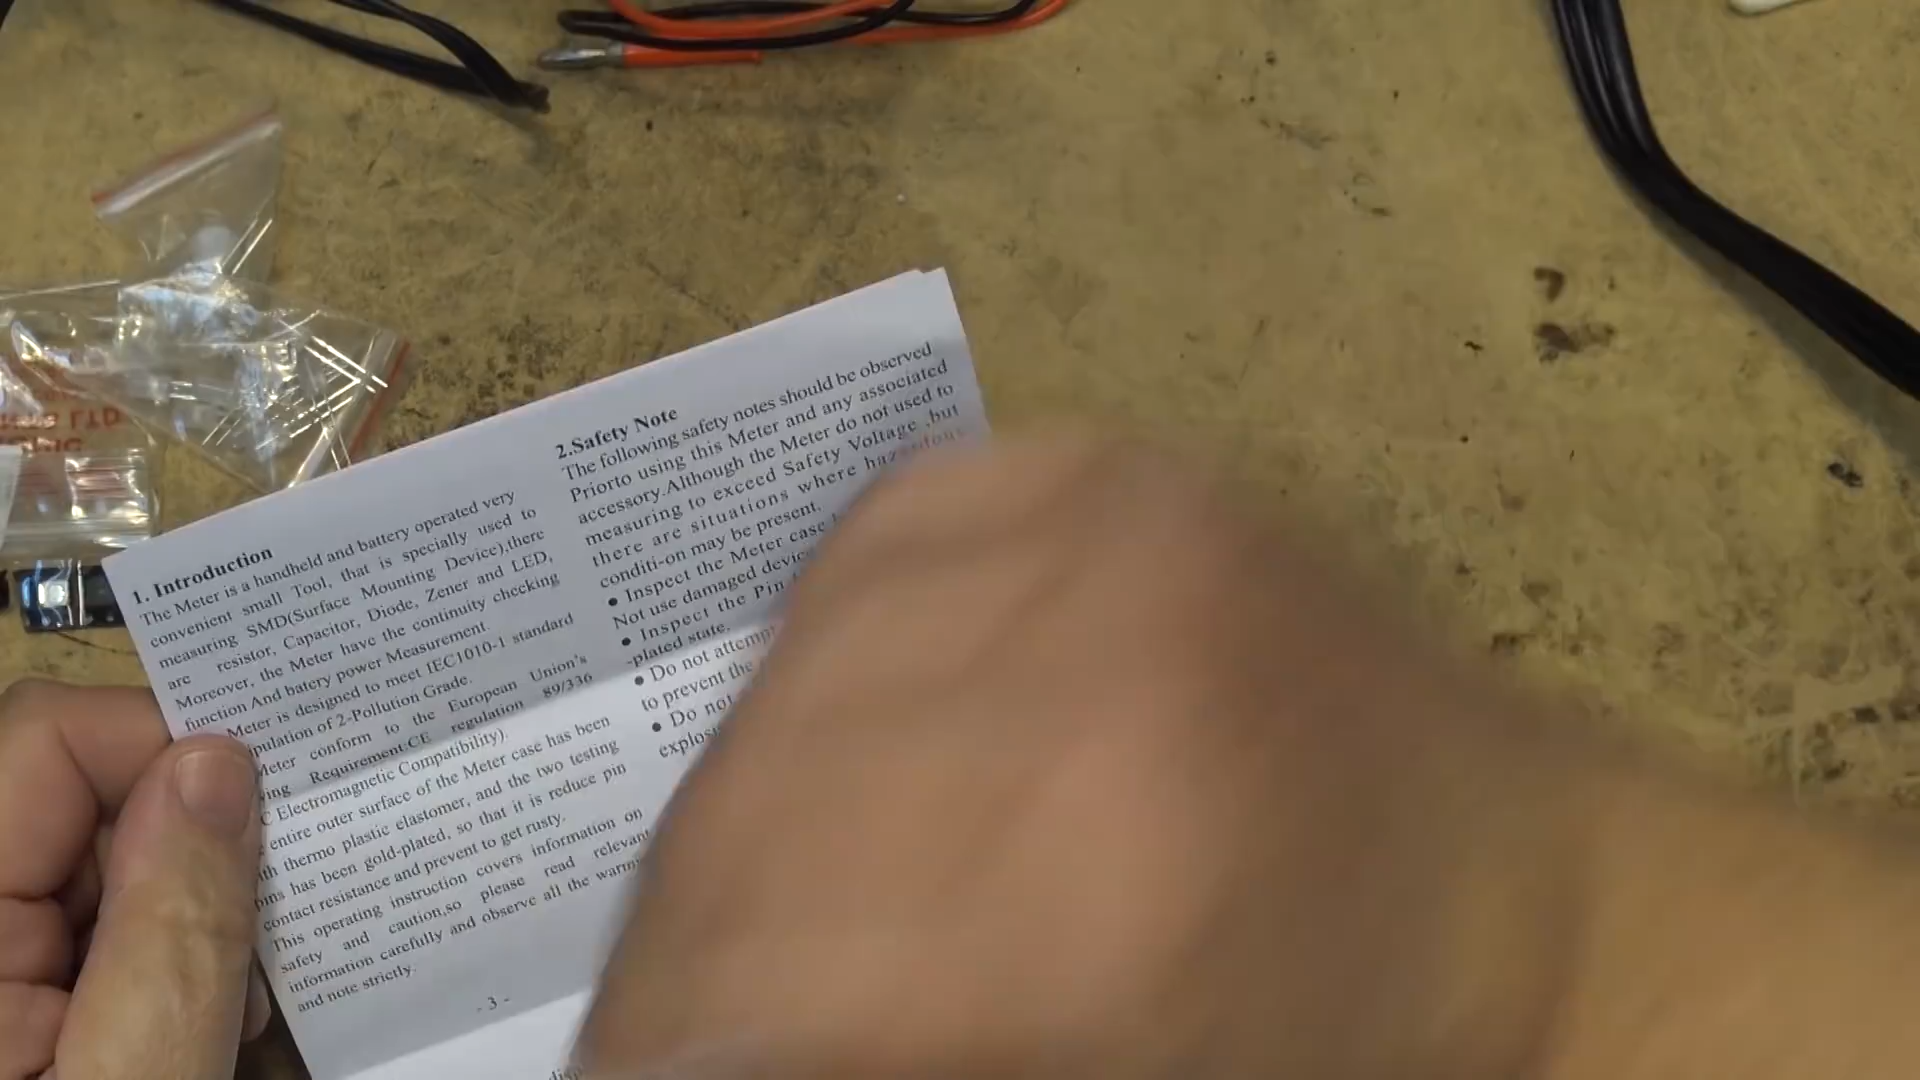 1. Introduction
The Meter is a handheld and battery operated very
convenient small Tool, that is specially used to
measuring SMD(Surface Mounting Device),there
are resistor, Capacitor, Diode, Zener and LED,
Moreover, the Meter have the continuity checking
function And batery power Measurement.
Meter is designed to meet IEC1010-1 standard
of 2-Pollution Grade.
Meter conform to the European Union's
Requirement:CE regulation 89/336
C Electromagnetic Compatibility).
entire outer surface of the Meter case has been
thermo plastic elastomer, and the two testing
has been gold-plated, so that it is reduce pin
contact resistance and prevent to get rusty.
This operating instruction covers information on
safety and caution,so please read relevant
information carefully and observe all the
and note strictly.
- 3 -
2.Safety Note
The following safety notes should be observed
Priorto using this Meter and any associated
accessory.Although the Meter do not used to
measuring to exceed Safety Voltage ,but
there are situations where
conditi-on may be present.
● Inspect the Meter case
Not use damaged
● Inspect the Pin
-plated state.
● Do not
to prevent the
● Do not